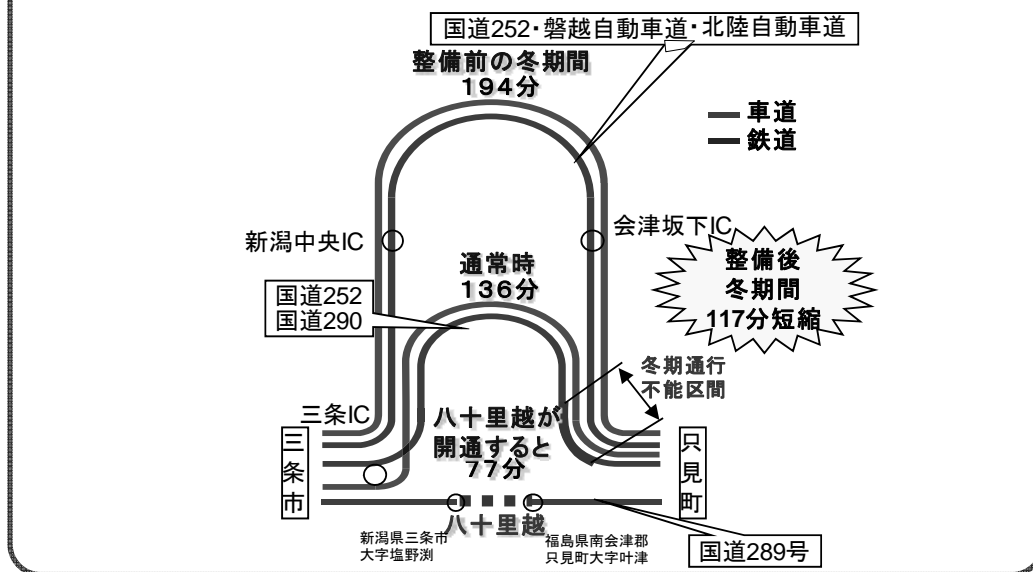 国道252・磐越自動車道・北陸自動車道
整備前の冬期間
194分
車道
鉄道
新潟中央IC
会津坂下IC
通常時
136分
整備後
冬期間
117分短縮
国道252
国道290
冬期通行
不能区間
三条IC
八十里越が
開通すると
77分
三条市
只見町
八十里越
新潟県三条市
大字塩野渕
福島県南会津郡
只見町大字叶津
国道289号